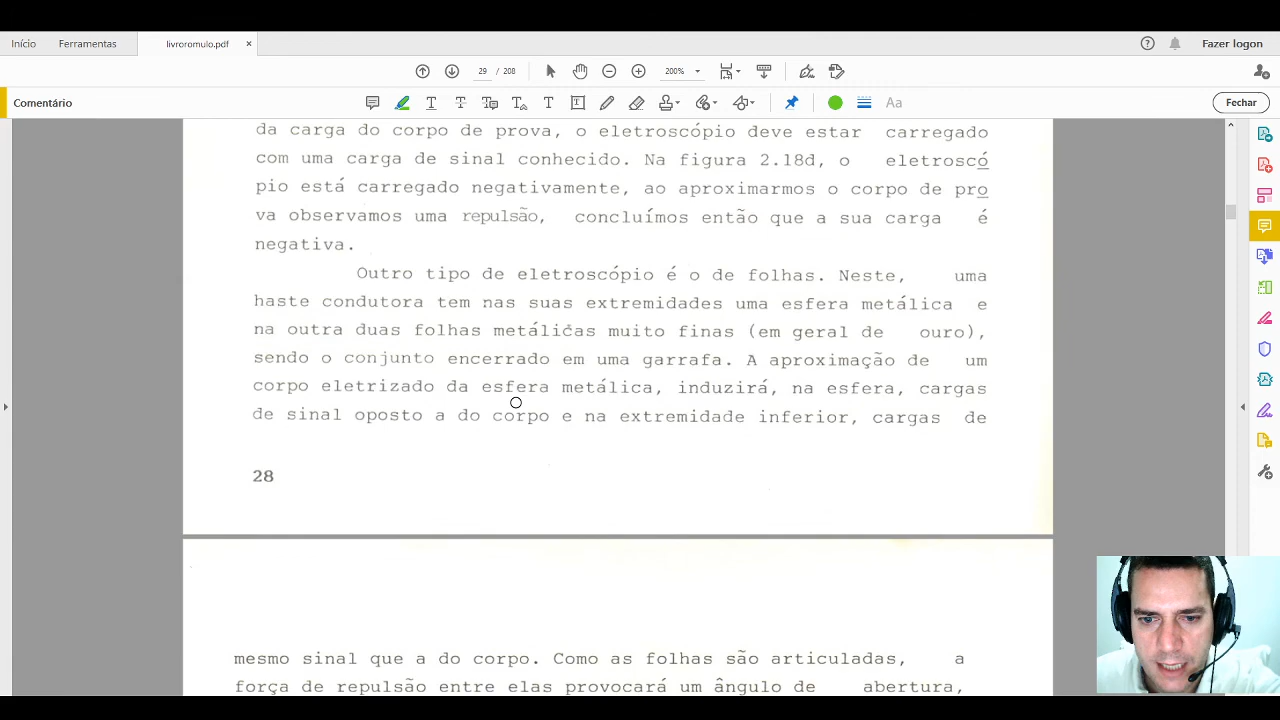 Início Ferramentas livroromulo.pdf × Fazer logon
29 / 208 200%
Comentário Aa Fechar
da carga do corpo de prova, o eletroscópio deve estar carregado
com uma carga de sinal conhecido. Na figura 2.18d, o eletroscó
pio está carregado negativamente, ao aproximarmos o corpo de pro
va observamos uma repulsão, concluímos então que a sua carga é
negativa.
Outro tipo de eletroscópio é o de folhas. Neste, uma
haste condutora tem nas suas extremidades uma esfera metálica e
na outra duas folhas metálicas muito finas (em geral de ouro),
sendo o conjunto encerrado em uma garrafa. A aproximação de um
corpo eletrizado da esfera metálica, induzirá, na esfera, cargas
de sinal oposto a do corpo e na extremidade inferior, cargas de
28
mesmo sinal que a do corpo. Como as folhas são articuladas, a
força de repulsão entre elas provocará um ângulo de abertura,